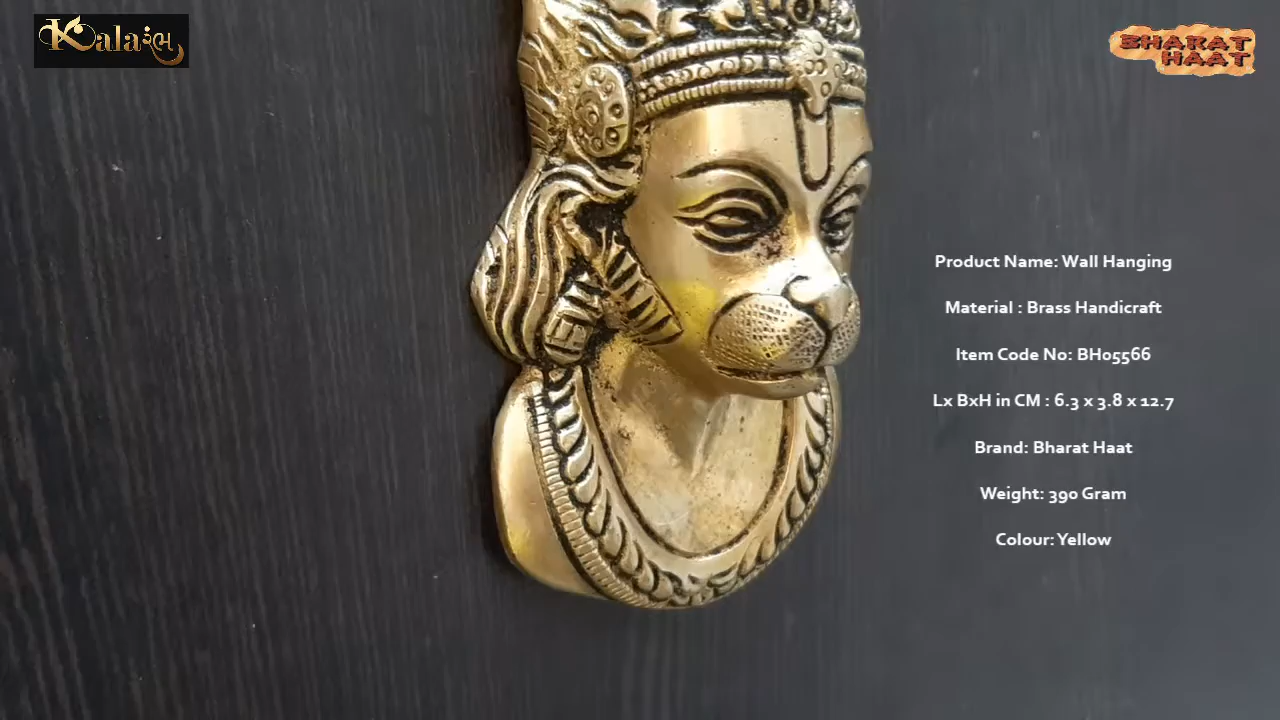 Kalaરંભ
BHARAT
HAAT
Product Name: Wall Hanging
Material : Brass Handicraft
Item Code No: BH05566
Lx BxH in CM : 6.3 x 3.8 x 12.7
Brand: Bharat Haat
Weight: 390 Gram
Colour: Yellow